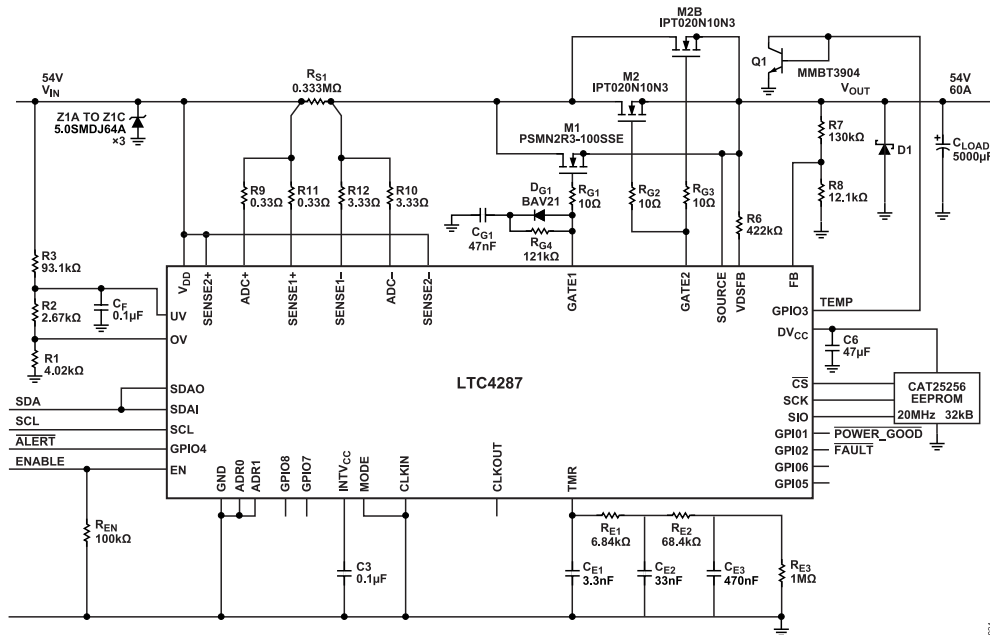 M2B
IPT020N10N3
Q1
MMBT3904
54V
VIN
RS1
0.333MΩ
M2
IPT020N10N3
VOUT
54V
60A
Z1A TO Z1C
5.0SMDJ64A
×3
M1
PSMN2R3-100SSE
R7
130kΩ
D1
CLOAD
5000µF
R9
0.33Ω
R11
0.33Ω
R12
3.33Ω
R10
3.33Ω
DG1
BAV21
RG1
10Ω
RG2
10Ω
RG3
10Ω
R8
12.1kΩ
CG1
47nF
RG4
121kΩ
R6
422kΩ
R3
93.1kΩ
VDD
SENSE2+
ADC+
SENSE1+
SENSE1−
ADC−
SENSE2−
GATE1
GATE2
SOURCE
VDSFB
FB
R2
2.67kΩ
CF
0.1µF
UV
GPIO3
TEMP
OV
DVCC
R1
4.02kΩ
C6
47µF
LTC4287
SDAO
SDA
SDAI
SCL
SCL
ALERT
GPIO4
ENABLE
EN
CS
SCK
SIO
CAT25256
EEPROM
20MHz 32kB
GPI01
POWER_GOOD
GPI02
FAULT
GPI06
GPI05
GND
ADR0
ADR1
GPIO8
GPIO7
INTVCC
MODE
CLKIN
CLKOUT
TMR
REN
100kΩ
C3
0.1µF
RE1
6.84kΩ
RE2
68.4kΩ
CE1
3.3nF
CE2
33nF
CE3
470nF
RE3
1MΩ